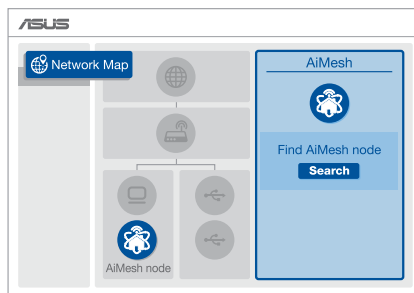 ASUS
Network Map
AiMesh
Find AiMesh node
Search
AiMesh node